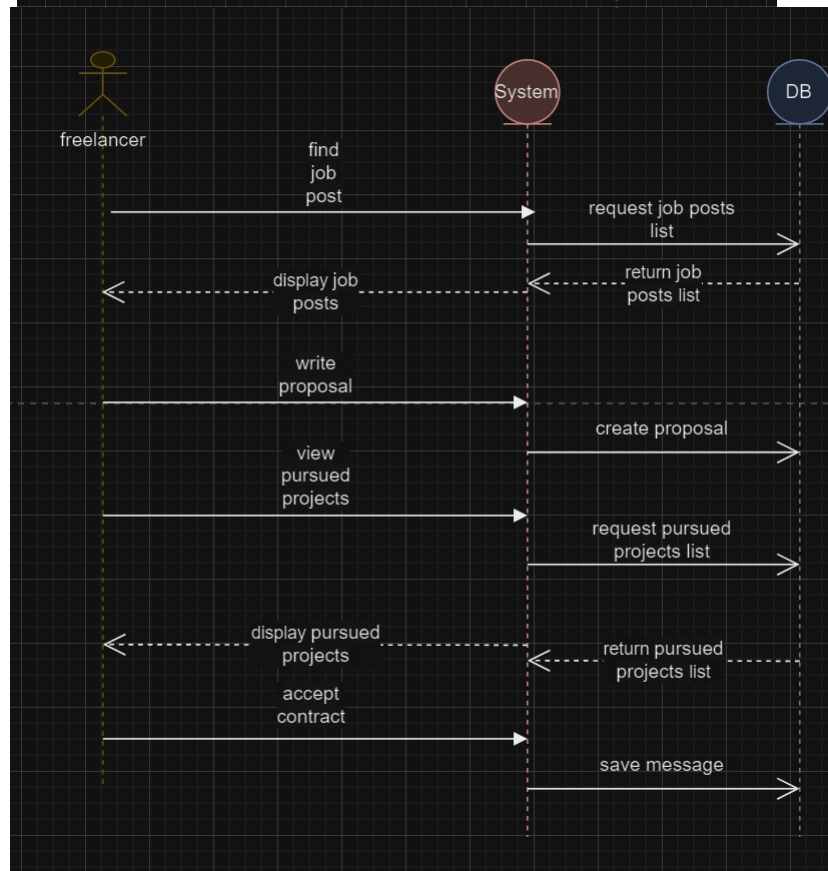 System
DB
freelancer
find
job
post
request job posts
list
return job
posts list
display job
posts
write
proposal
create proposal
view
pursued
projects
request pursued
projects list
display pursued
projects
return pursued
projects list
accept
contract
save message